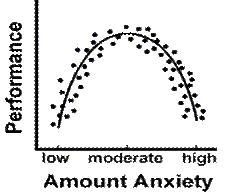 Performance
low moderate high
Amount Anxiety